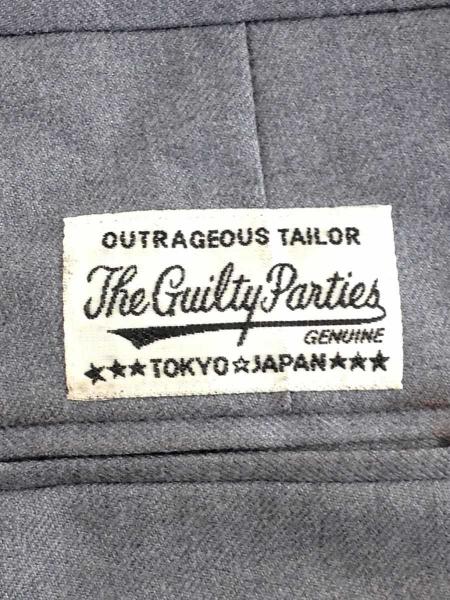 OUTRAGEOUS TAILOR
The Guilty Parties
GENUINE
★★★TOKYO☆JAPAN★★★